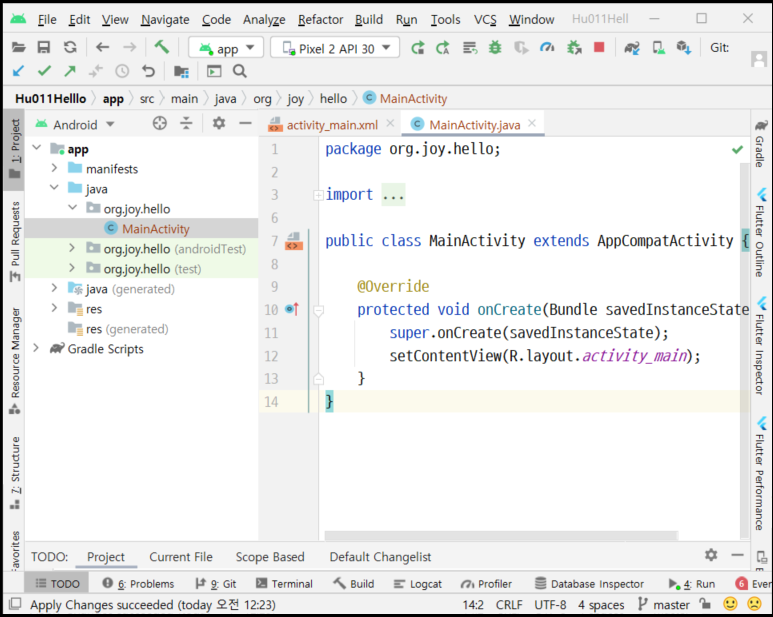 File Edit View Navigate Code Analyze Refactor Build Run Tools VCS Window Hu011Hell
app Pixel 2 API 30 Git:
Hu011Helllo app src main java org joy hello MainActivity
Android
activity_main.xml MainActivity.java
1: Project
Pull Requests
Resource Manager
7: Structure
avorites
app
manifests
java
org.joy.hello
MainActivity
org.joy.hello (androidTest)
org.joy.hello (test)
java (generated)
res
res (generated)
Gradle Scripts
1 package org.joy.hello;
2
3 import ...
6
7 public class MainActivity extends AppCompatActivity {
8
9 @Override
10 protected void onCreate(Bundle savedInstanceState
11 super.onCreate(savedInstanceState);
12 setContentView(R.layout.activity_main);
13 }
14 }
Gradle
Flutter Outline
Flutter Inspector
Flutter Performance
TODO: Project Current File Scope Based Default Changelist
TODO 6: Problems 9: Git Terminal Build Logcat Profiler Database Inspector 4: Run 6 Even
Apply Changes succeeded (today 오전 12:23) 14:2 CRLF UTF-8 4 spaces master